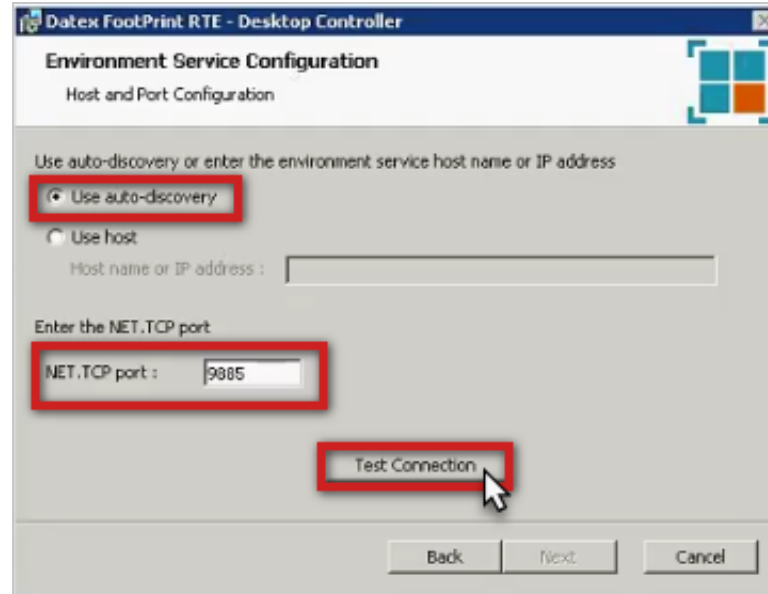 Datex FootPrint RTE - Desktop Controller
Environment Service Configuration
Host and Port Configuration
Use auto-discovery or enter the environment service host name or IP address
Use auto-discovery
Use host
Host name or IP address :
Enter the NET.TCP port
NET.TCP port : 9885
Test Connection
Back Next Cancel